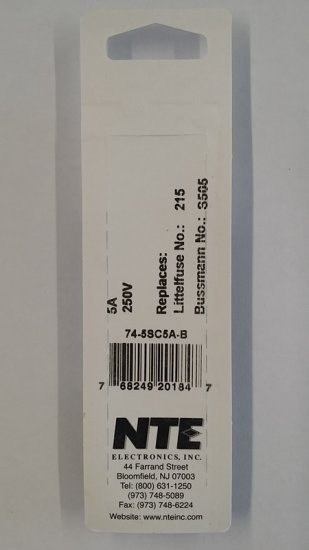 5A
250V
Replaces:
Littelfuse No.: 215
Bussmann No.: S505
74-5SC5A-B
7 68249 20184 7
NTE
ELECTRONICS, INC.
44 Farrand Street
Bloomfield, NJ 07003
Tel: (800) 631-1250
(973) 748-5089
Fax: (973) 748-6224
Website: www.nteinc.com